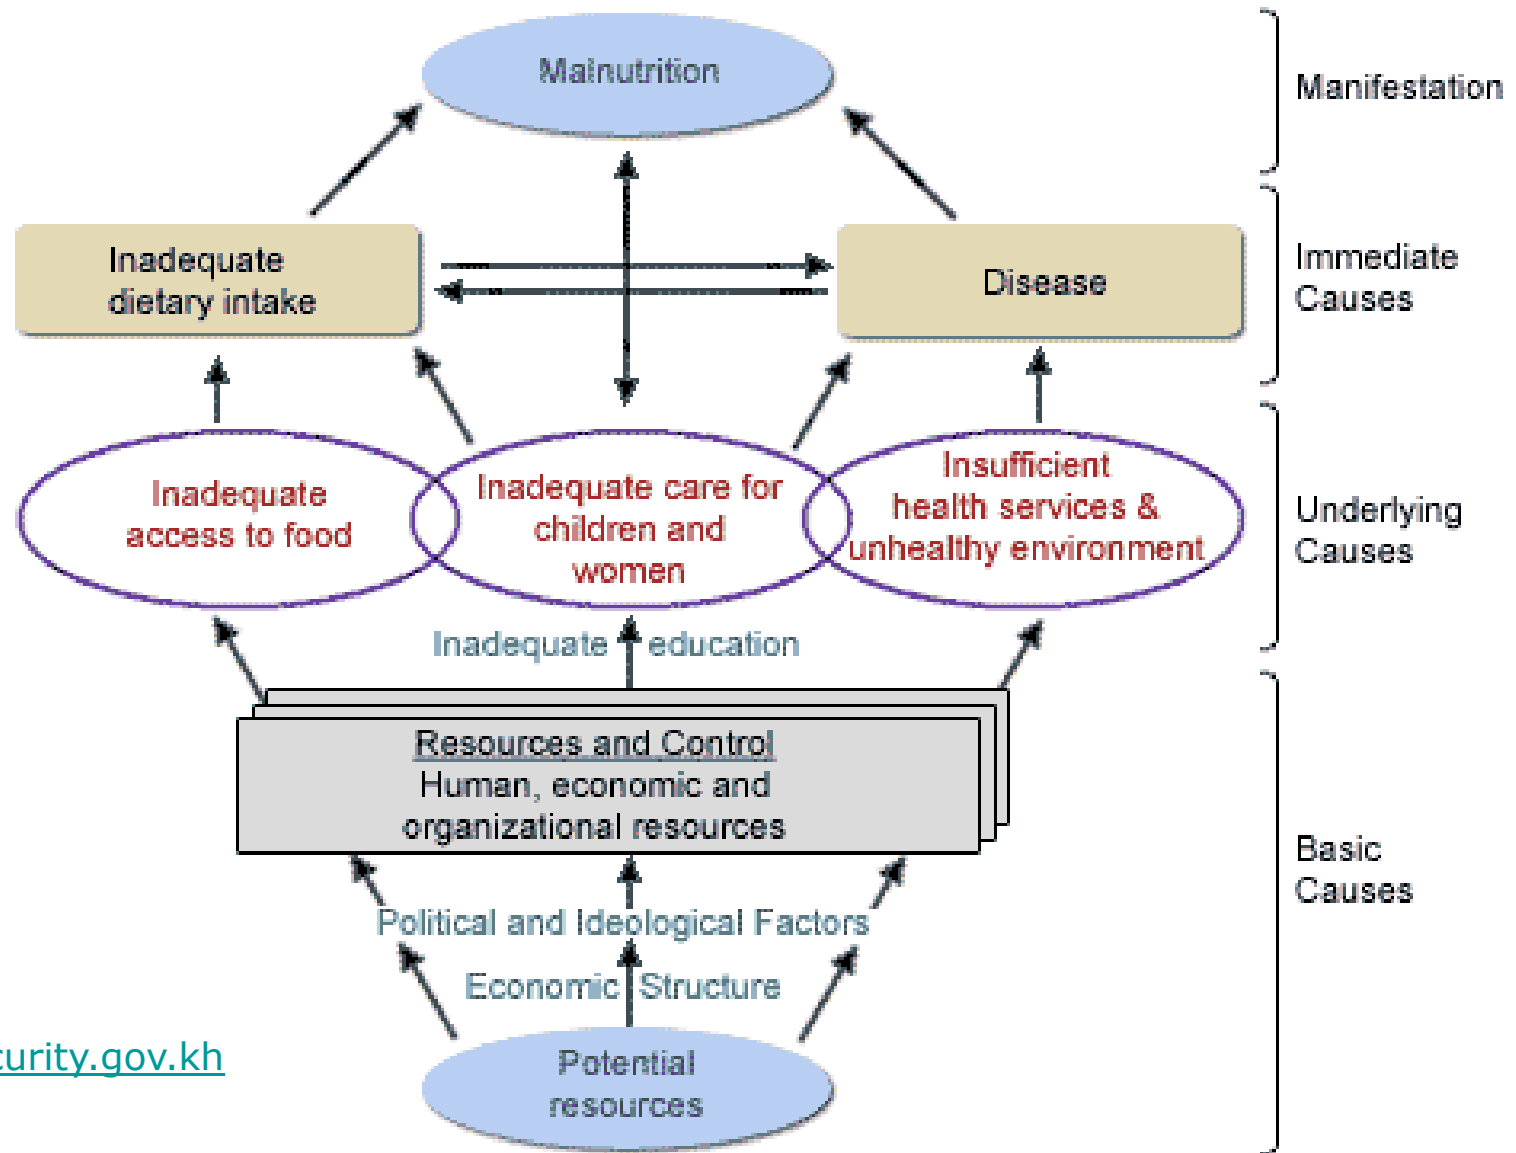 Malnutrition
Manifestation
Inadequate
dietary intake
Disease
Immediate
Causes
Inadequate
access to food
Inadequate care for
children and
women
Insufficient
health services &
unhealthy environment
Underlying
Causes
Inadequate education
Resources and Control
Human, economic and
organizational resources
Basic
Causes
Political and Ideological Factors
Economic Structure
Potential
resources
curity.gov.kh